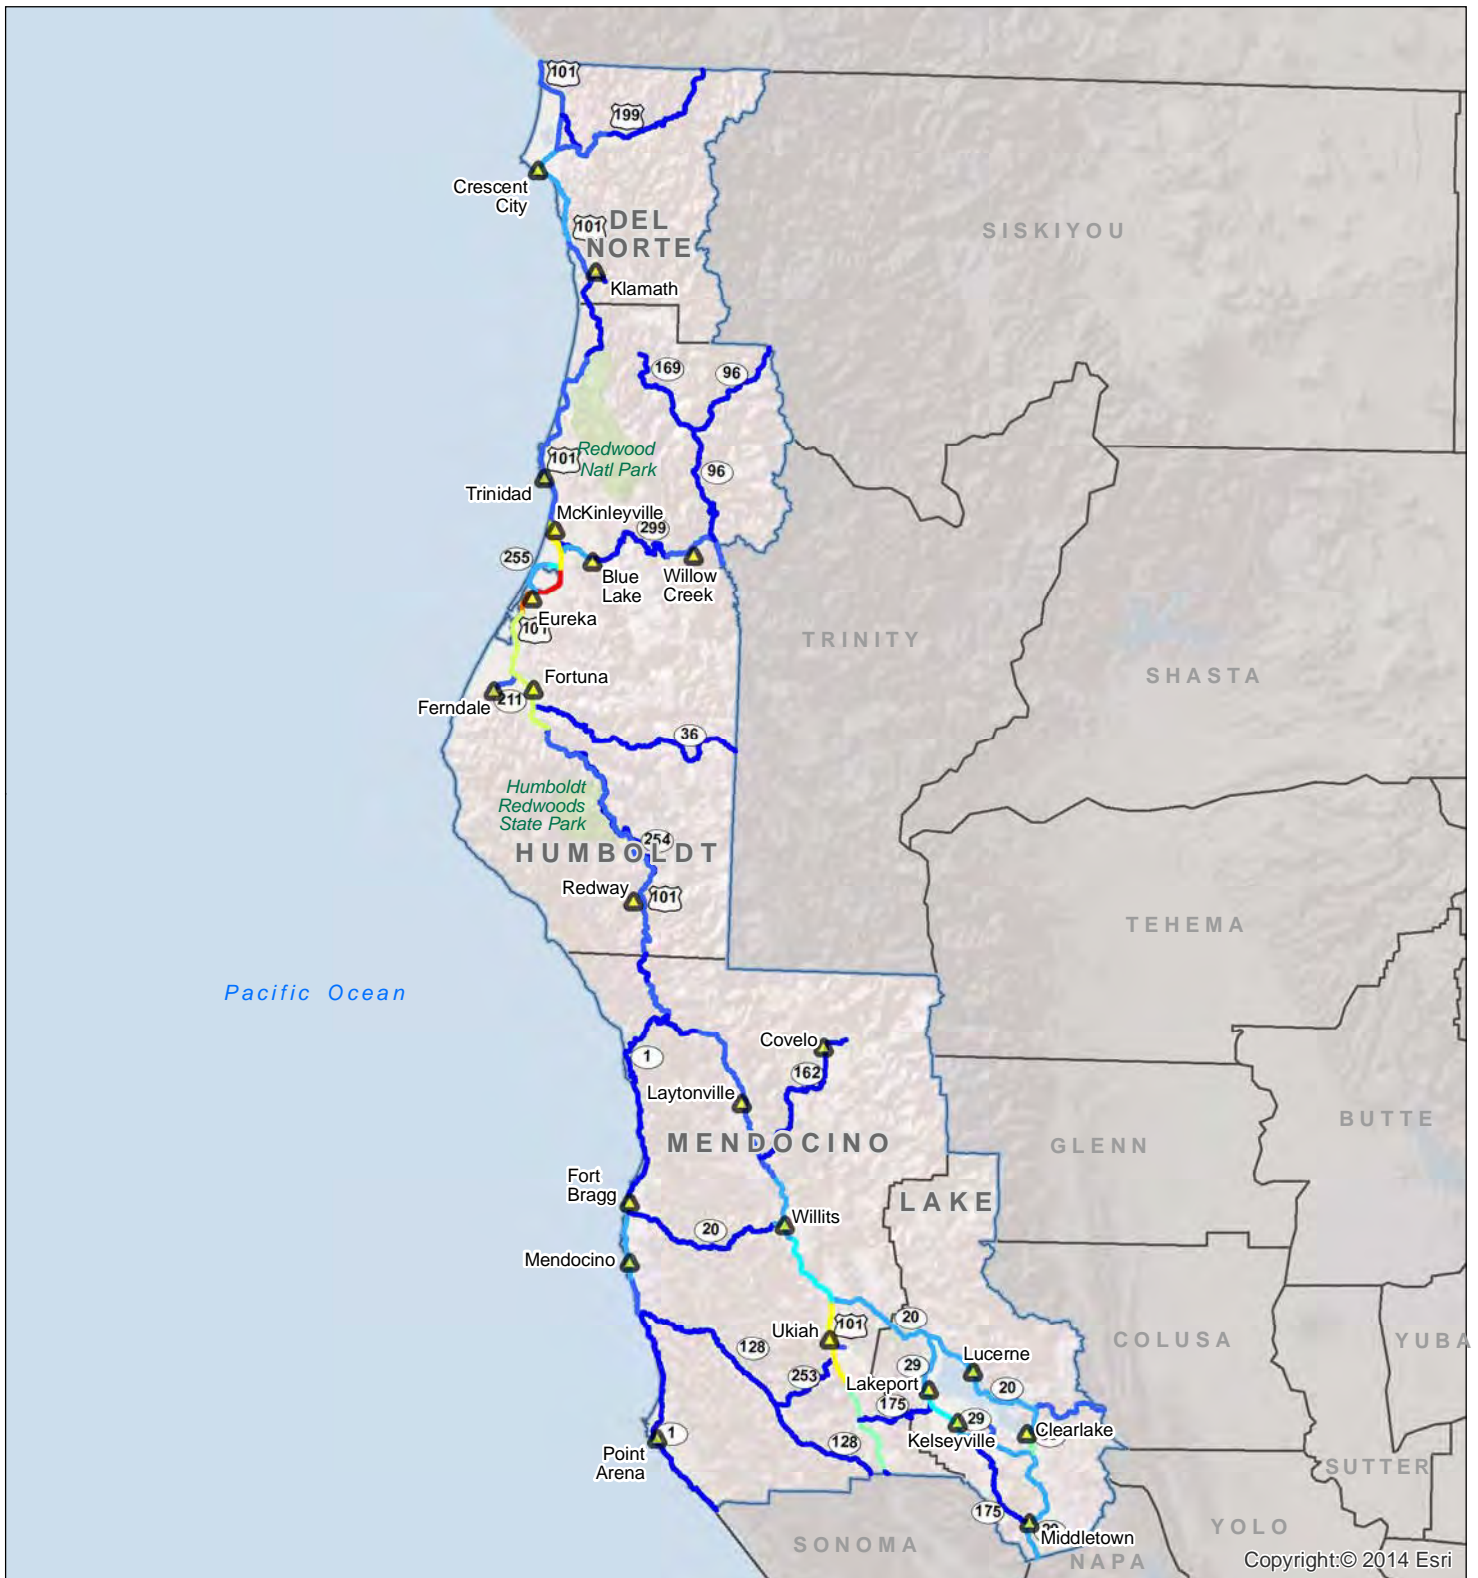 101
199
Crescent
City
DEL
NORTE
101
SISKIYOU
Klamath
169
96
101
Redwood
Natl Park
96
Trinidad
McKinleyville
299
255
Blue
Lake
Willow
Creek
Eureka
101
TRINITY
SHASTA
Fortuna
Ferndale
211
36
Humboldt
Redwoods
State Park
254
HUMBOLDT
Redway
101
TEHEMA
Pacific Ocean
Covelo
1
162
Laytonville
BUTTE
MENDOCINO
GLENN
Fort
Bragg
LAKE
Willits
20
Mendocino
20
101
Ukiah
COLUSA
YUBA
128
Lucerne
29
253
Lakeport
20
175
29
Kelseyville
Clearlake
1
128
Point
Arena
SUTTER
175
Middletown
YOLO
SONOMA
NAPA
Copyright:© 2014 Esri